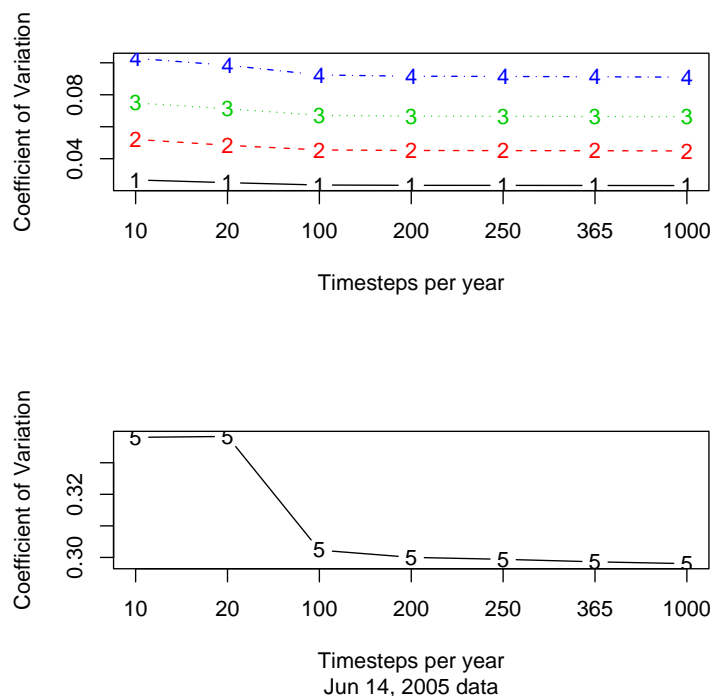 Coefficient of Variation
0.08
0.04
4 4 4 4 4 4 4
3 3 3 3 3 3 3
2 2 2 2 2 2 2
1 1 1 1 1 1 1
10 20 100 200 250 365 1000
Timesteps per year
Coefficient of Variation
0.32
0.30
5 5 5 5 5 5 5
10 20 100 200 250 365 1000
Timesteps per year
Jun 14, 2005 data